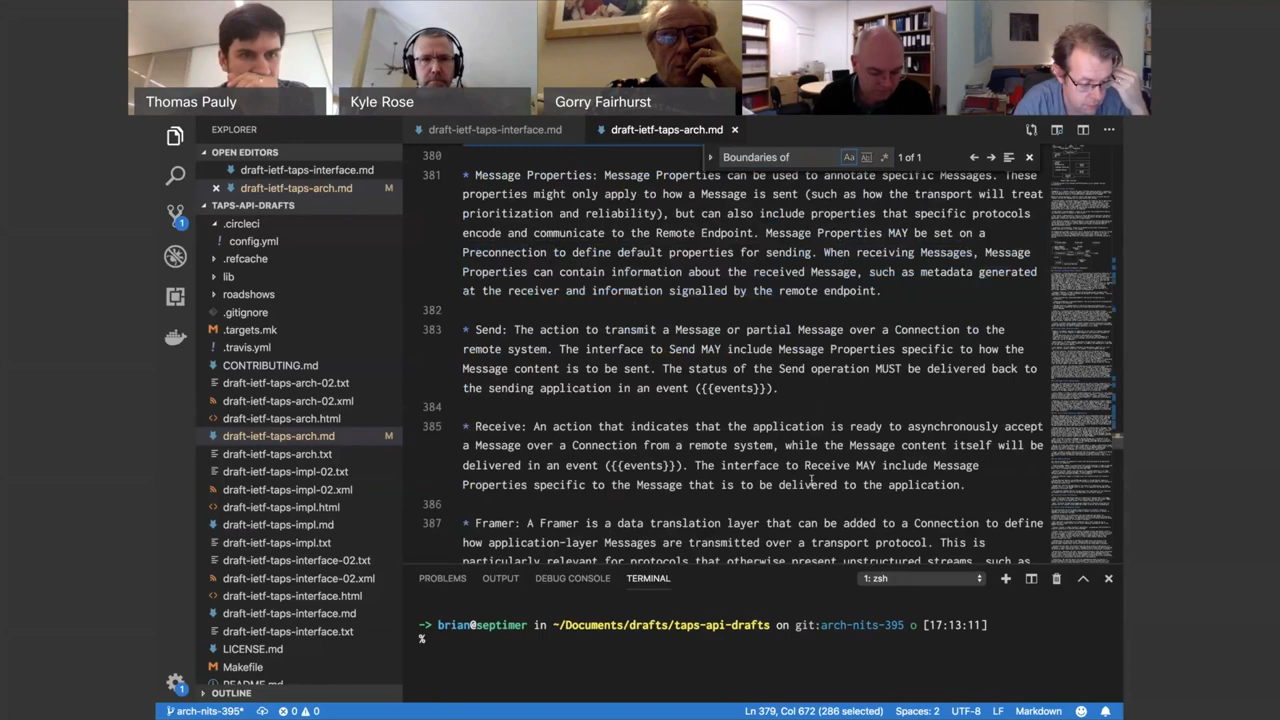 Thomas Pauly
Kyle Rose
Gorry Fairhurst
EXPLORER
OPEN EDITORS
draft-ietf-taps-interface.md
draft-ietf-taps-arch.md M
TAPS-API-DRAFTS
.circleci
config.yml
.refcache
lib
roadshows
.gitignore
.targets.mk
.travis.yml
CONTRIBUTING.md
draft-ietf-taps-arch-02.txt
draft-ietf-taps-arch-02.xml
draft-ietf-taps-arch.html
draft-ietf-taps-arch.md M
draft-ietf-taps-arch.txt
draft-ietf-taps-impl-02.txt
draft-ietf-taps-impl-02.xml
draft-ietf-taps-impl.html
draft-ietf-taps-impl.md
draft-ietf-taps-impl.txt
draft-ietf-taps-interface-02
draft-ietf-taps-interface-02.xml
draft-ietf-taps-interface.html
draft-ietf-taps-interface.md
draft-ietf-taps-interface.txt
LICENSE.md
Makefile
README.md
OUTLINE
draft-ietf-taps-interface.md draft-ietf-taps-arch.md
Boundaries of Aa 1 of 1
380
381 * Message Properties: Message Properties can be used to annotate specific Messages. These
properties might only apply to how a Message is sent (such as how the transport will treat
prioritization and reliability), but can also include properties that specific protocols
encode and communicate to the Remote Endpoint. Message Properties MAY be set on a
Preconnection to define default properties for sending. When receiving Messages, Message
Properties can contain information about the received Message, such as metadata generated
at the receiver and information signalled by the remote endpoint.
382
383 * Send: The action to transmit a Message or partial Message over a Connection to the
remote system. The interface to Send MAY include Message Properties specific to how the
Message content is to be sent. The status of the Send operation MUST be delivered back to
the sending application in an event ({{events}}).
384
385 * Receive: An action that indicates that the application is ready to asynchronously accept
a Message over a Connection from a remote system, while the Message content itself will be
delivered in an event ({{events}}). The interface to Receive MAY include Message
Properties specific to the Message that is to be delivered to the application.
386
387 * Framer: A Framer is a data translation layer that can be added to a Connection to define
how application-layer Messages are transmitted over a transport protocol. This is
particularly relevant for protocols that otherwise present unstructured streams, such as
PROBLEMS OUTPUT DEBUG CONSOLE TERMINAL 1: zsh
-> brian@septimer in ~/Documents/drafts/taps-api-drafts on git:arch-nits-395 o [17:13:11]
%
1
1
arch-nits-395* 0 0 Ln 379, Col 672 (286 selected) Spaces: 2 UTF-8 LF Markdown